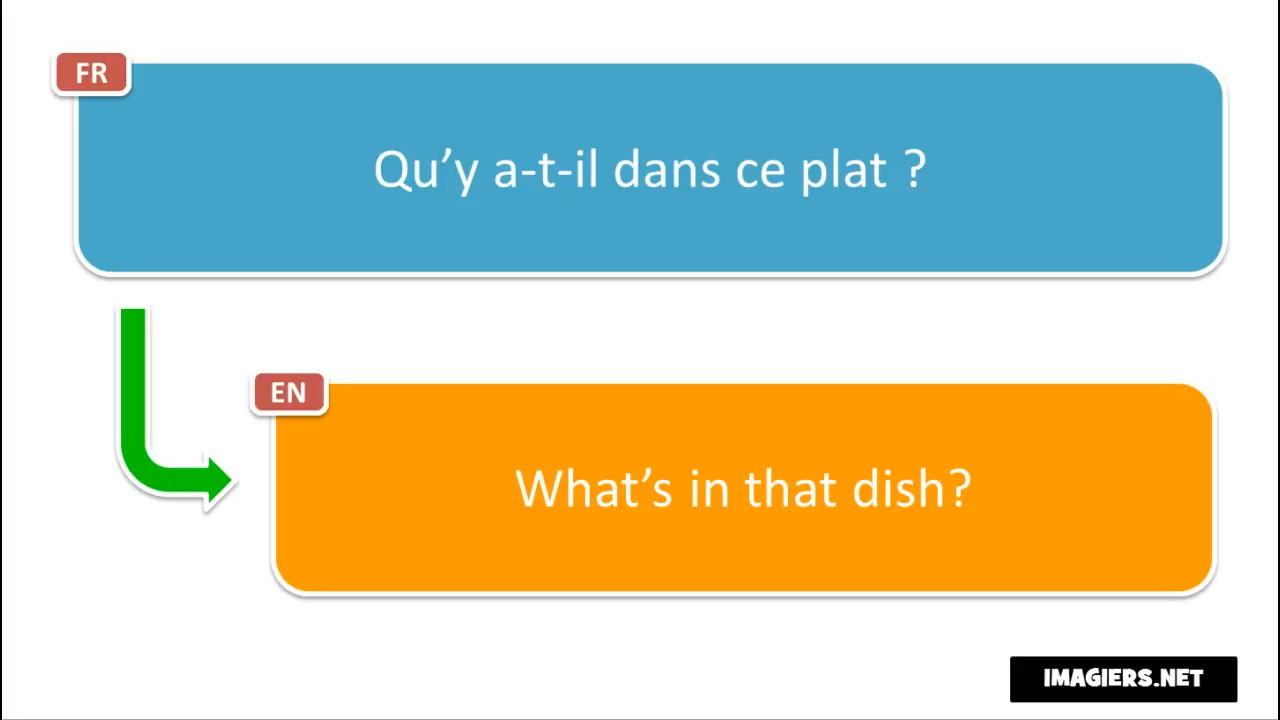 FR
Qu’y a-t-il dans ce plat ?
EN
What’s in that dish?
IMAGIERS.NET